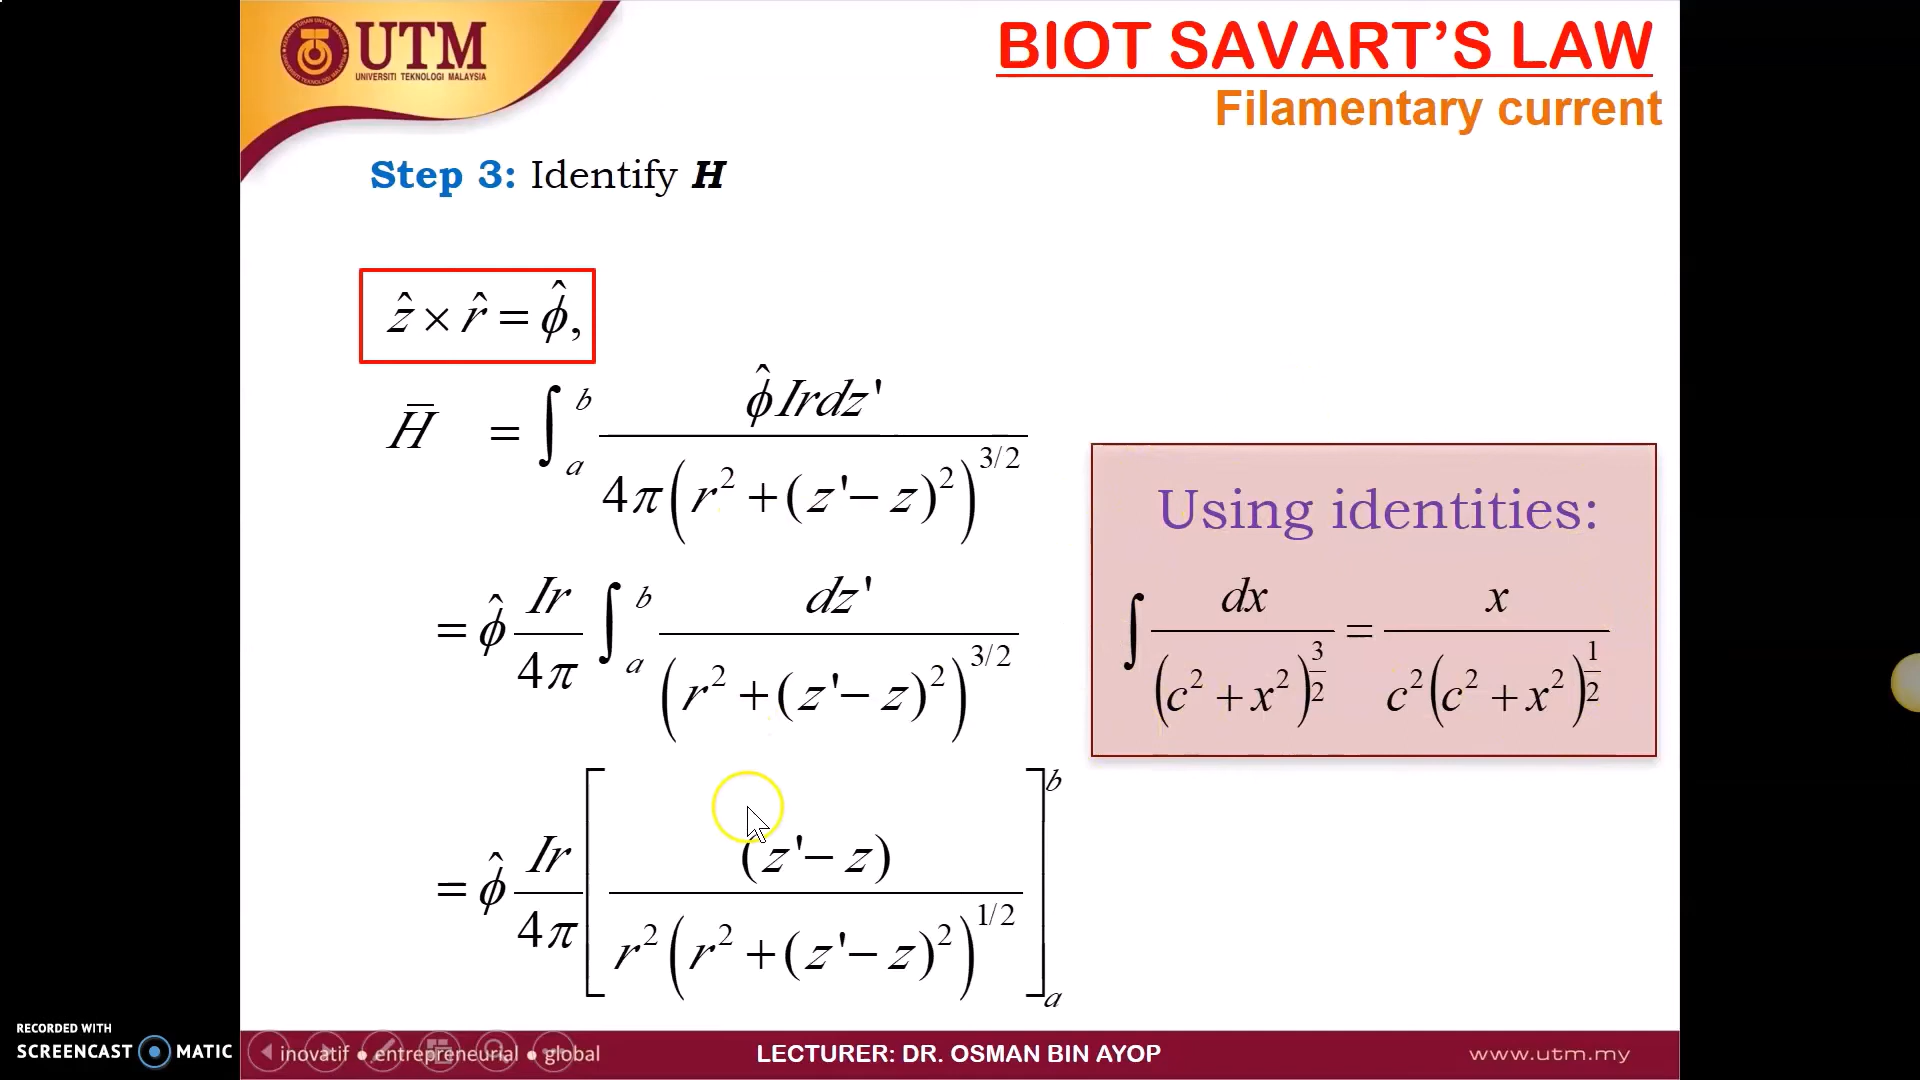 UTM
UNIVERSITI TEKNOLOGI MALAYSIA
BIOT SAVART’S LAW
Filamentary current
Step 3: Identify H
ẑ × r̂ = φ̂,
H̅ = ∫_a^b φ̂Irdz' / 4π(r² + (z'− z)²)^{3/2}
= φ̂ Ir/4π ∫_a^b dz' / (r² + (z'− z)²)^{3/2}
= φ̂ Ir/4π [ (z'− z) / r²(r² + (z'− z)²)^{1/2} ]_a^b
Using identities:
∫ dx / (c² + x²)^{3/2} = x / c²(c² + x²)^{1/2}
RECORDED WITH
SCREENCAST MATIC
inovatif ● entrepreneurial ● global
LECTURER: DR. OSMAN BIN AYOP
www.utm.my